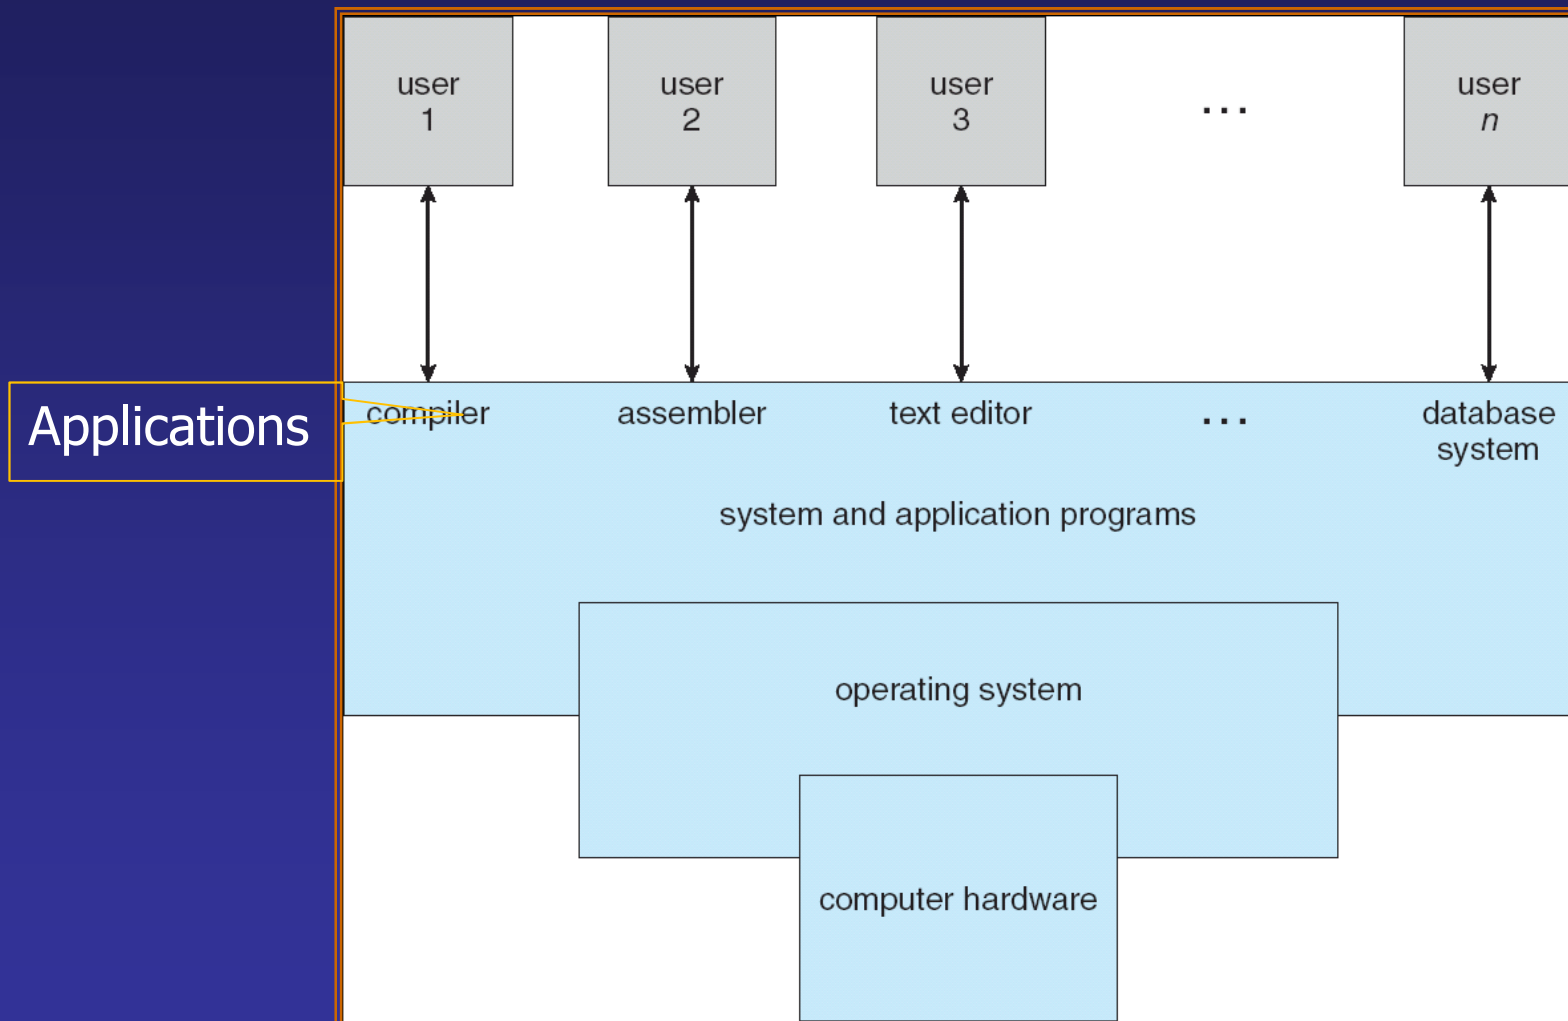 user
1
user
2
user
3
...
user
n
Applications
compiler
assembler
text editor
...
database
system
system and application programs
operating system
computer hardware